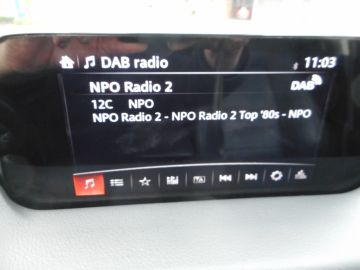 DAB radio 11:03
NPO Radio 2 DAB
12C NPO
NPO Radio 2 - NPO Radio 2 Top '80s - NPO
TA